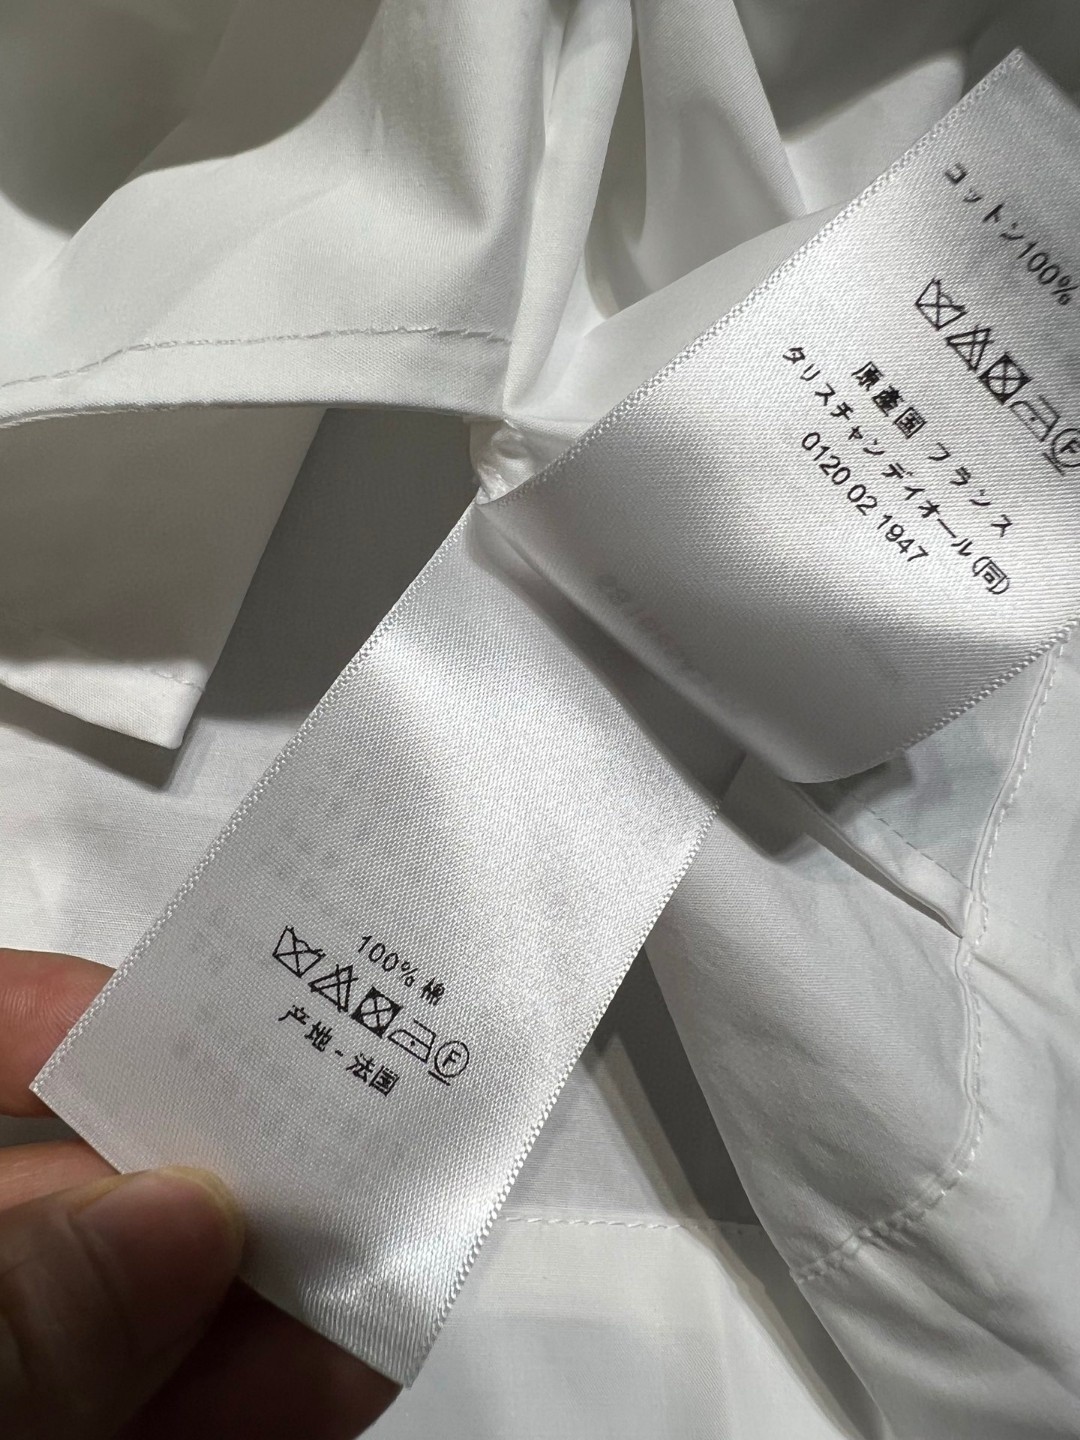 コットン100%
F
原産国 フランス
タリスチャン ディオール(同)
0120 02 1947
100% 棉
F
产地 - 法国